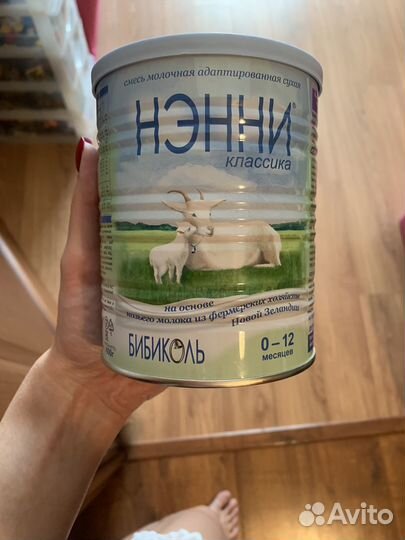 смесь молочная адаптированная сухая
НЭННИ®
классика
на основе
козьего молока из фермерских хозяйств
Новой Зеландии
БИБИКОЛЬ
0–12
месяцев
Avito